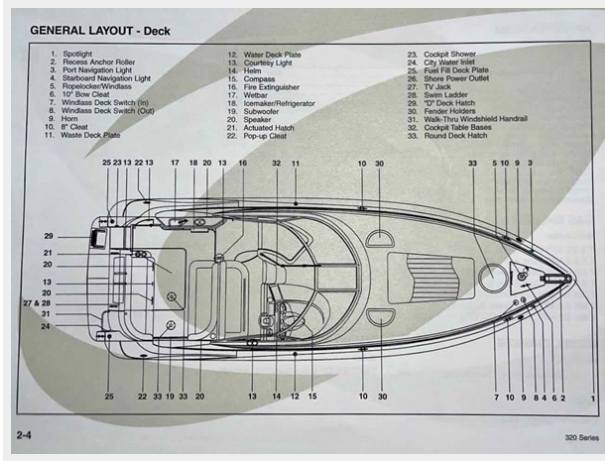 GENERAL LAYOUT - Deck
1. Spotlight
2. Recess Anchor Roller
3. Port Navigation Light
4. Starboard Navigation Light
5. Ropelocker/Windlass
6. 10" Bow Cleat
7. Windlass Deck Switch (In)
8. Windlass Deck Switch (Out)
9. Horn
10. 8" Cleat
11. Waste Deck Plate
12. Water Deck Plate
13. Courtesy Light
14. Helm
15. Compass
16. Fire Extinguisher
17. Wetbar
18. Icemaker/Refrigerator
19. Subwoofer
20. Speaker
21. Actuated Hatch
22. Pop-up Cleat
23. Cockpit Shower
24. City Water Inlet
25. Fuel Fill Deck Plate
26. Shore Power Outlet
27. TV Jack
28. Swim Ladder
29. "D" Deck Hatch
30. Fender Holders
31. Walk-Thru Windshield Handrail
32. Cockpit Table Bases
33. Round Deck Hatch
25 23 13 22 13 17 18 20 13 16 32 11 10 30 33 5 10 9 3
29
21
20
13
20
27 & 28
31
24
25 22 33 19 33 20 13 14 12 15 10 30 7 10 9 8 4 6 2 1
2-4
320 Series